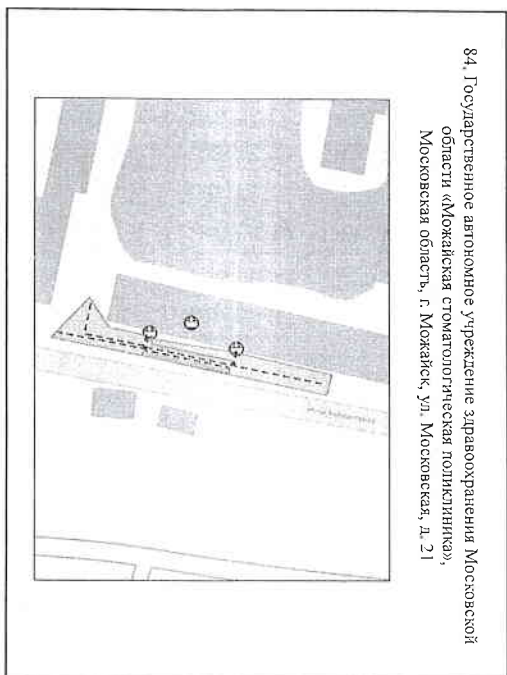 84. Государственное автономное учреждение здравоохранения Московской
области «Можайская стоматологическая поликлиника»,
Московская область, г. Можайск, ул. Московская, д. 21